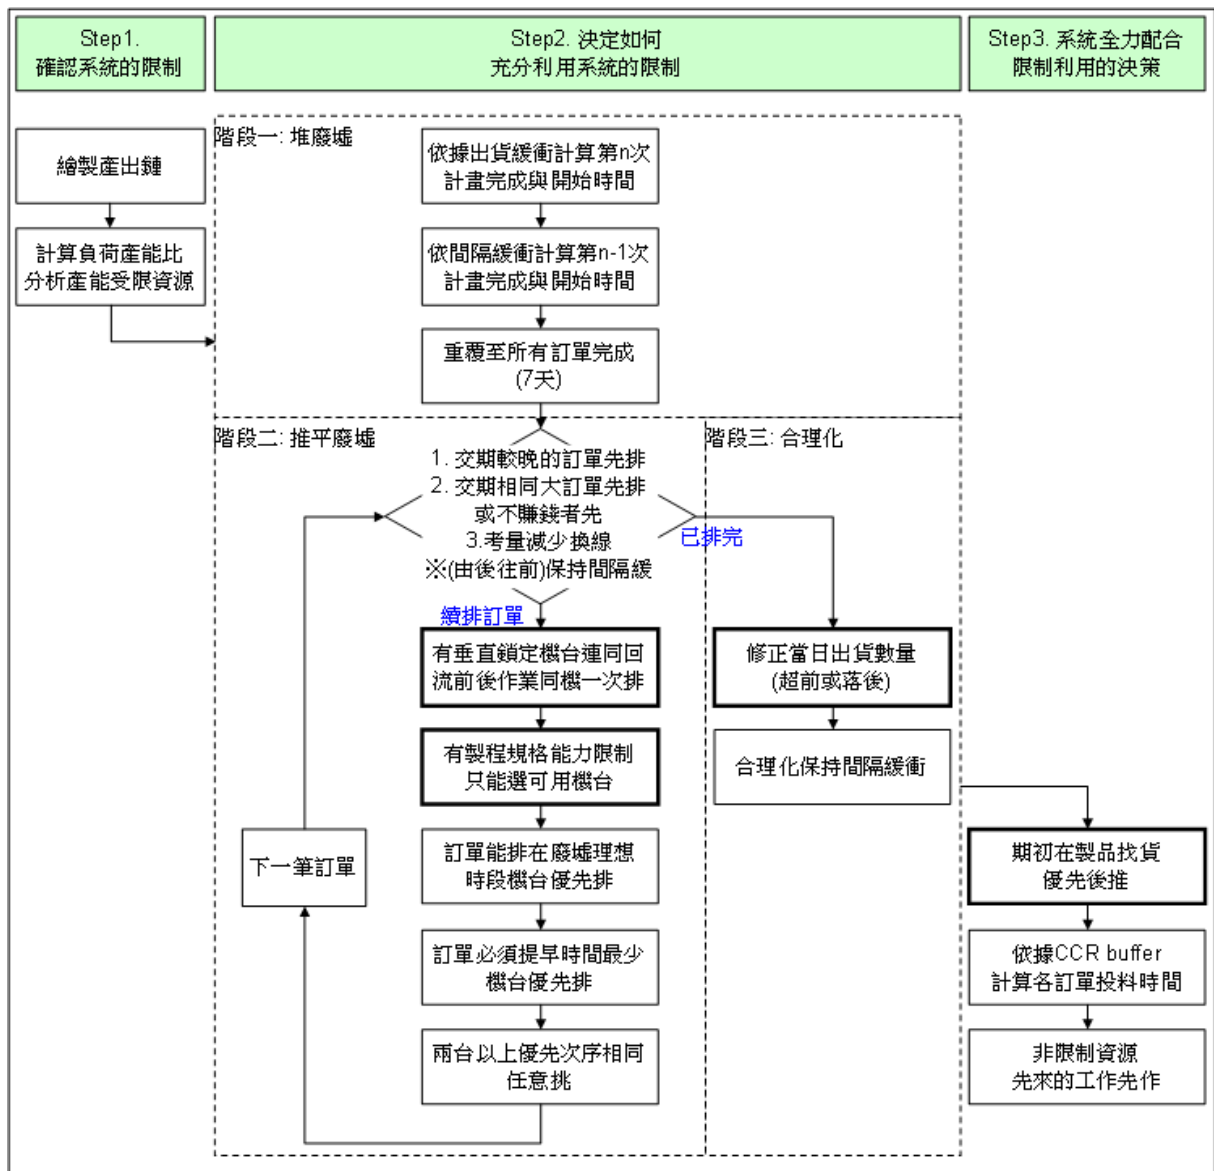 Step1.
確認系統的限制
Step2. 決定如何
充分利用系統的限制
Step3. 系統全力配合
限制利用的決策
繪製產出鏈
計算負荷產能比
分析產能受限資源
階段一: 堆廢墟
依據出貨緩衝計算第n次
計畫完成與開始時間
依間隔緩衝計算第n-1次
計畫完成與開始時間
重覆至所有訂單完成
(7天)
階段二: 推平廢墟
1. 交期較晚的訂單先排
2. 交期相同大訂單先排
或不賺錢者先
3.考量減少換線
※(由後往前)保持間隔緩
已排完
續排訂單
有垂直鎖定機台連同回
流前後作業同機一次排
有製程規格能力限制
只能選可用機台
訂單能排在廢墟理想
時段機台優先排
訂單必須提早時間最少
機台優先排
兩台以上優先次序相同
任意挑
下一筆訂單
階段三: 合理化
修正當日出貨數量
(超前或落後)
合理化保持間隔緩衝
期初在製品找貨
優先後推
依據CCR buffer
計算各訂單投料時間
非限制資源
先來的工作先作